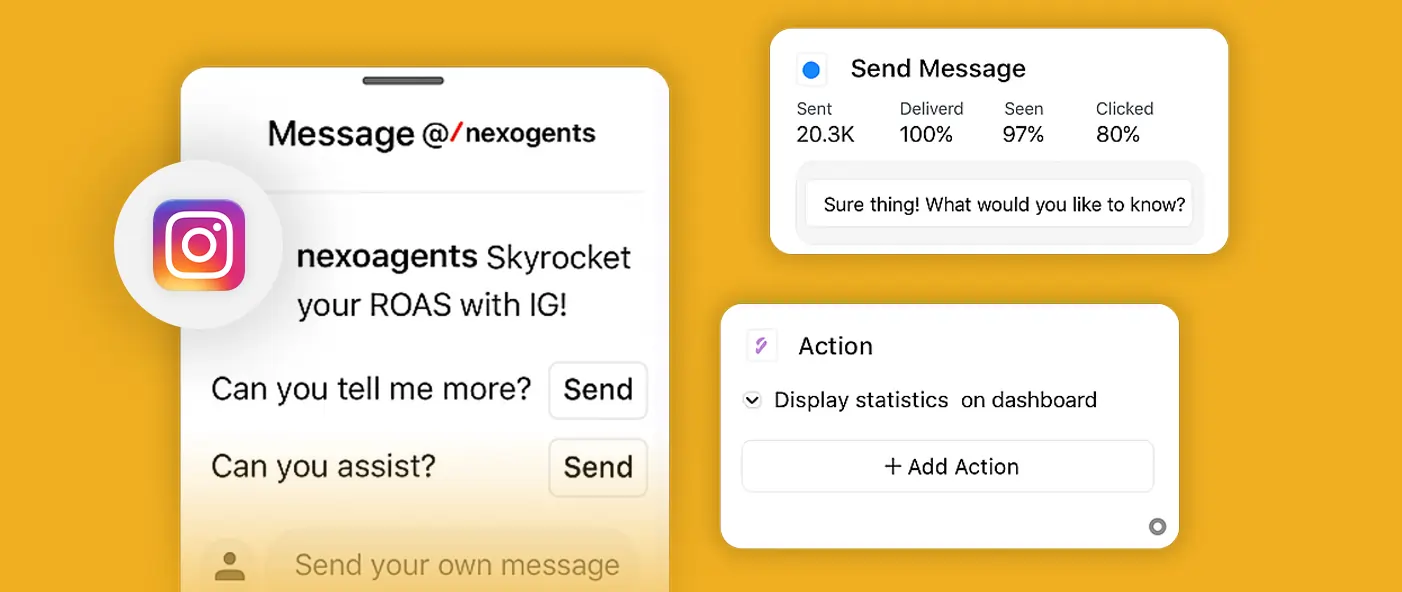 Message @/nexogents
nexoagents Skyrocket
your ROAS with IG!
Can you tell me more? Send
Can you assist? Send
Send your own message
Send Message
Sent Deliverd Seen Clicked
20.3K 100% 97% 80%
Sure thing! What would you like to know?
Action
Display statistics on dashboard
+ Add Action